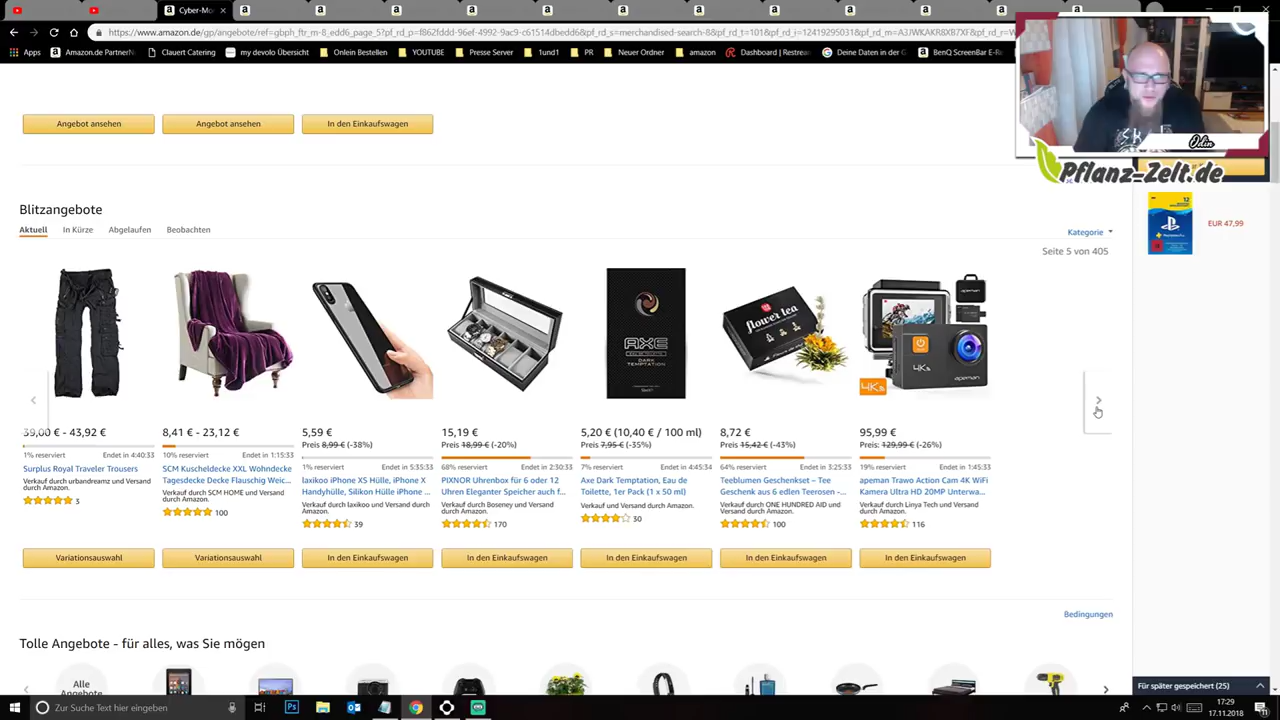 Cyber-Mo
https://www.amazon.de/gp/angebote/ref=gbph_ftr_m-8_edd6_page_5?pf_rd_p=f862fddd-96ef-4992-9ac9-c61514dbedd6&pf_rd_s=merchandised-search-8&pf_rd_t=101&pf_rd_i=12419295031&pf_rd_m=A3JWKAKR8XB7XF&pf_rd_r=
Apps
Amazon.de PartnerN
Clauert Catering
my devolo Übersicht
Onlein Bestellen
YOUTUBE
Presse Server
1und1
PR
Neuer Ordner
amazon
Dashboard | Restrea
Deine Daten in der G
BenQ ScreenBar E-R
Odin
Pflanz-Zelt.de
Angebot ansehen
Angebot ansehen
In den Einkaufswagen
EUR 47,99
Blitzangebote
Aktuell
In Kürze
Abgelaufen
Beobachten
Kategorie
Seite 5 von 405
AXE
DARK
TEMPTATION
flower tea
4K
apeman
39,00 € - 43,92 €
1% reserviert
Endet in 4:40:33
Surplus Royal Traveler Trousers
Verkauf durch urbandreamz und Versand
durch Amazon.
3
Variationsauswahl
8,41 € - 23,12 €
10% reserviert
Endet in 1:15:33
SCM Kuscheldecke XXL Wohndecke
Tagesdecke Decke Flauschig Weic...
Verkauf durch SCM HOME und Versand
durch Amazon.
100
Variationsauswahl
5,59 €
Preis 8,99 € (-38%)
1% reserviert
Endet in 5:35:33
laxikoo iPhone XS Hülle, iPhone X
Handyhülle, Silikon Hülle iPhone ...
Verkauf durch laxikoo und Versand durch
Amazon.
39
In den Einkaufswagen
15,19 €
Preis 18,99 € (-20%)
68% reserviert
Endet in 2:30:33
PIXNOR Uhrenbox für 6 oder 12
Uhren Eleganter Speicher auch f...
Verkauf durch Boseney und Versand
durch Amazon.
170
In den Einkaufswagen
5,20 € (10,40 € / 100 ml)
Preis 7,95 € (-35%)
7% reserviert
Endet in 4:45:34
Axe Dark Temptation, Eau de
Toilette, 1er Pack (1 x 50 ml)
Verkauf und Versand durch Amazon.
30
In den Einkaufswagen
8,72 €
Preis 15,42 € (-43%)
64% reserviert
Endet in 3:25:33
Teeblumen Geschenkset – Tee
Geschenk aus 6 edlen Teerosen -...
Verkauf durch ONE HUNDRED AID und
Versand durch Amazon.
100
In den Einkaufswagen
95,99 €
Preis: 129,99 € (-26%)
19% reserviert
Endet in 1:45:33
apeman Trawo Action Cam 4K WiFi
Kamera Ultra HD 20MP Unterwa...
Verkauf durch Linya Tech und Versand
durch Amazon.
116
In den Einkaufswagen
Bedingungen
Tolle Angebote - für alles, was Sie mögen
Alle
Angebote
Für später gespeichert (25)
Zur Suche Text hier eingeben
17:29
17.11.2018